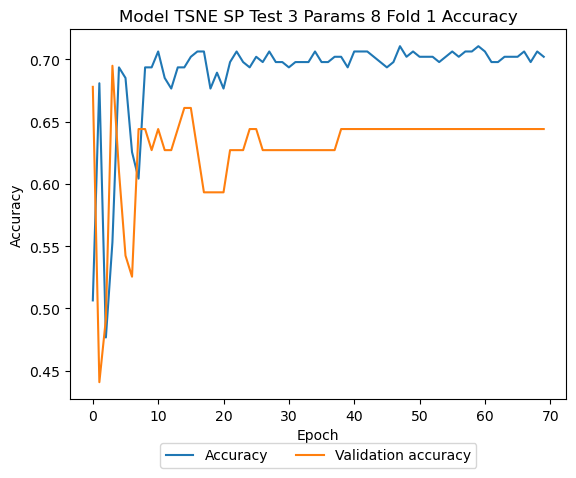 Model TSNE SP Test 3 Params 8 Fold 1 Accuracy
0.70
0.65
0.60
0.55
0.50
0.45
Accuracy
0 10 20 30 40 50 60 70
Epoch
Accuracy Validation accuracy